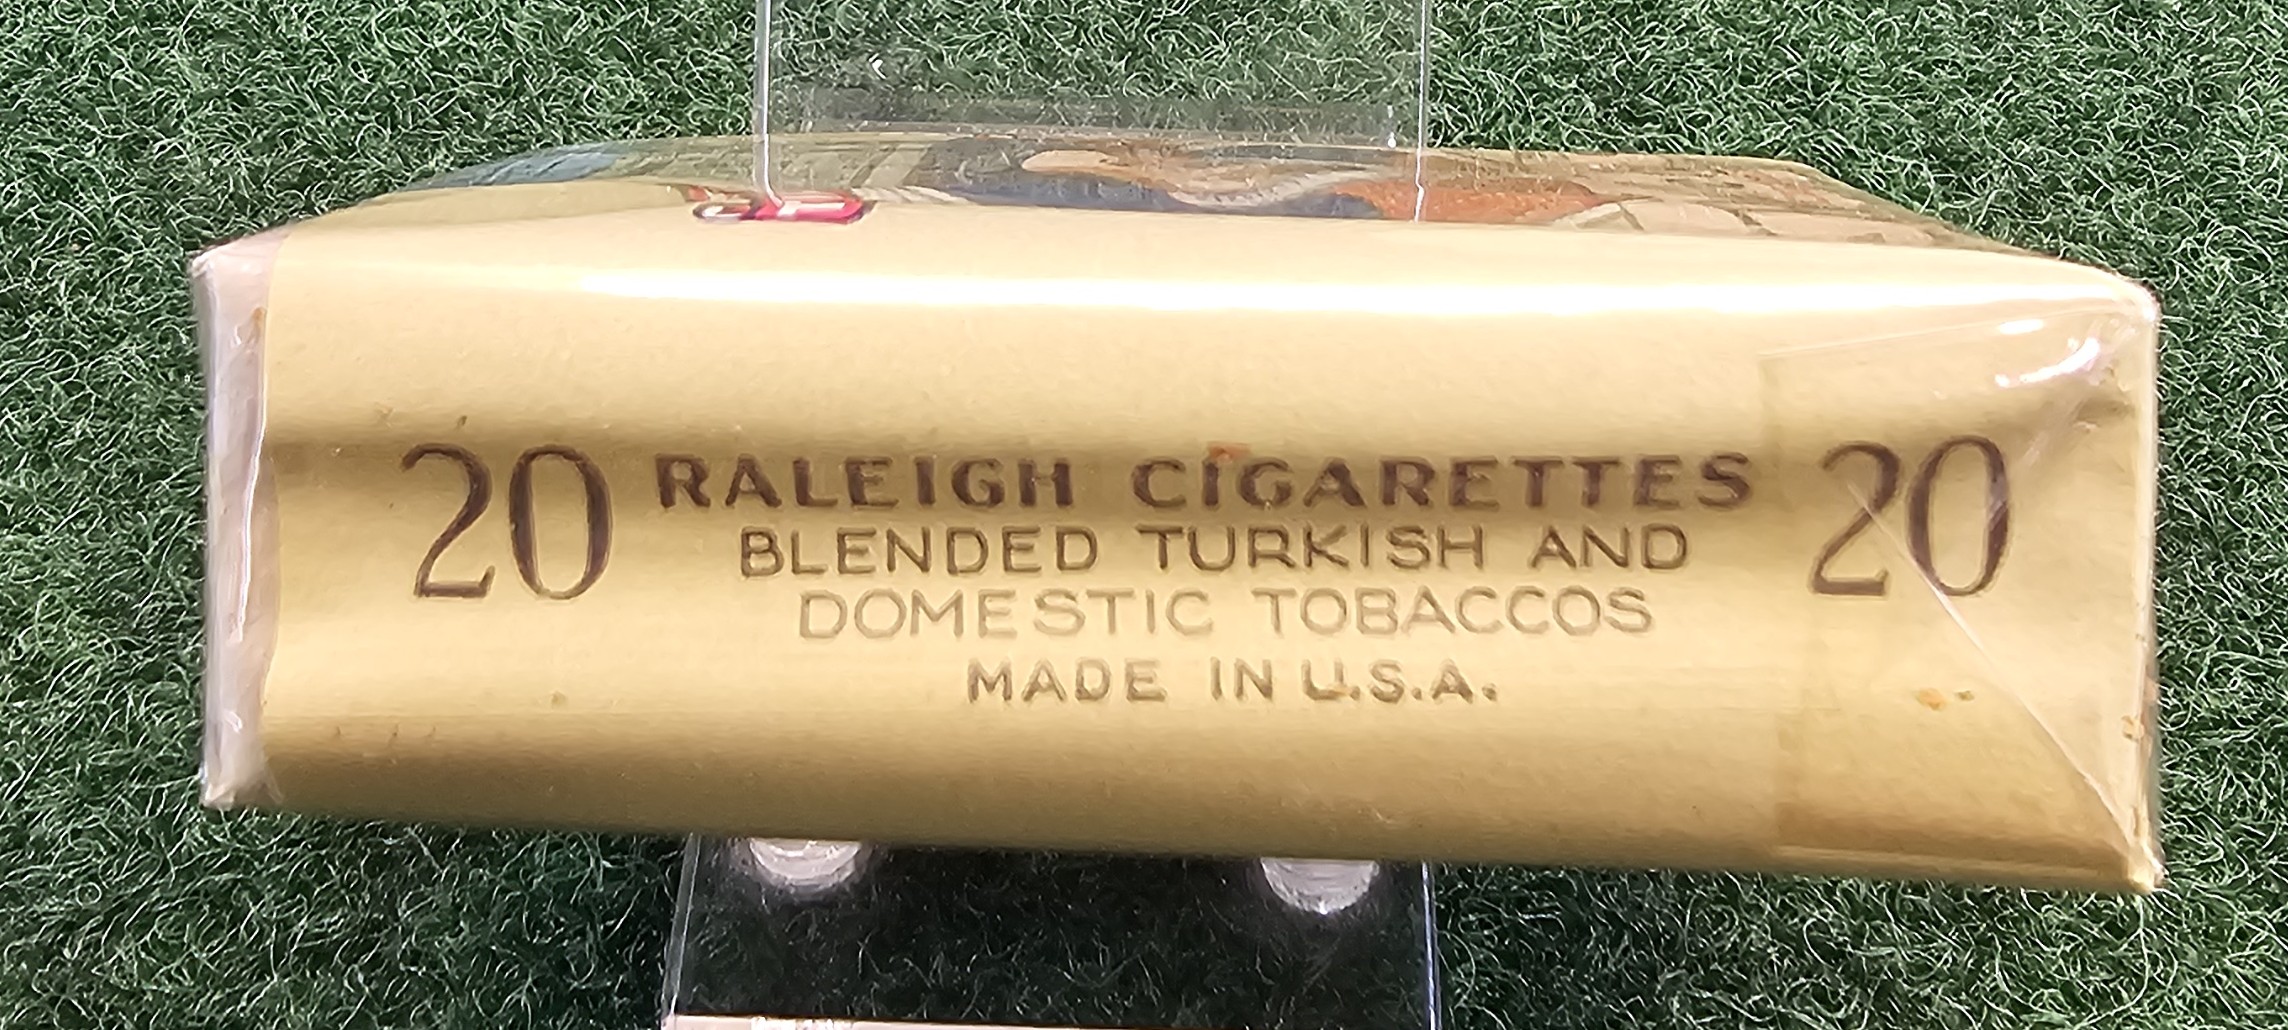 20 RALEIGH CIGARETTES 20
BLENDED TURKISH AND
DOMESTIC TOBACCOS
MADE IN U.S.A.